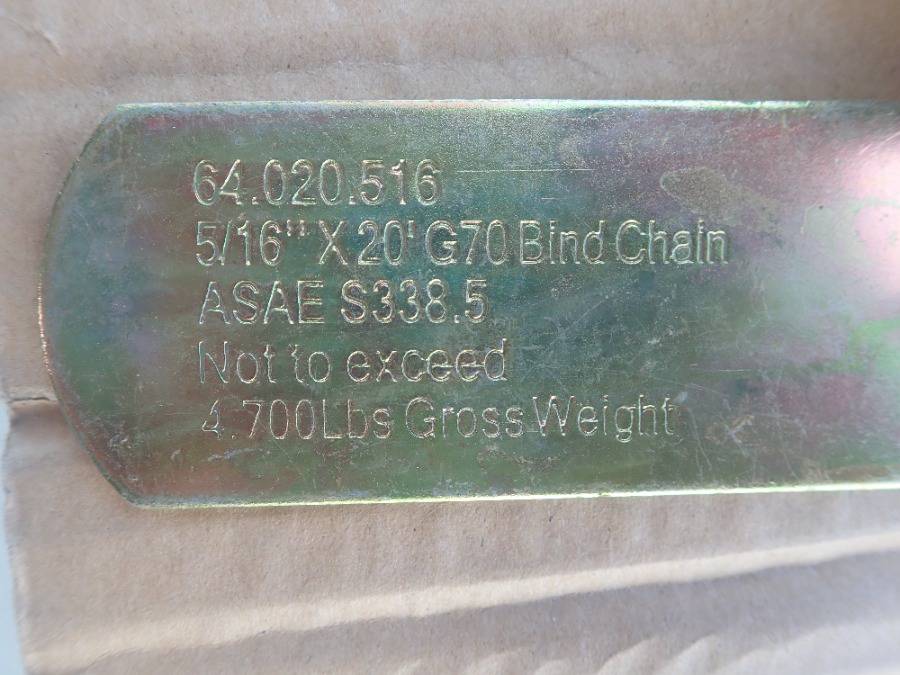 64.020.516
5/16" X 20' G70 Bind Chain
ASAE S338.5
Not to exceed
4.700Lbs Gross Weight